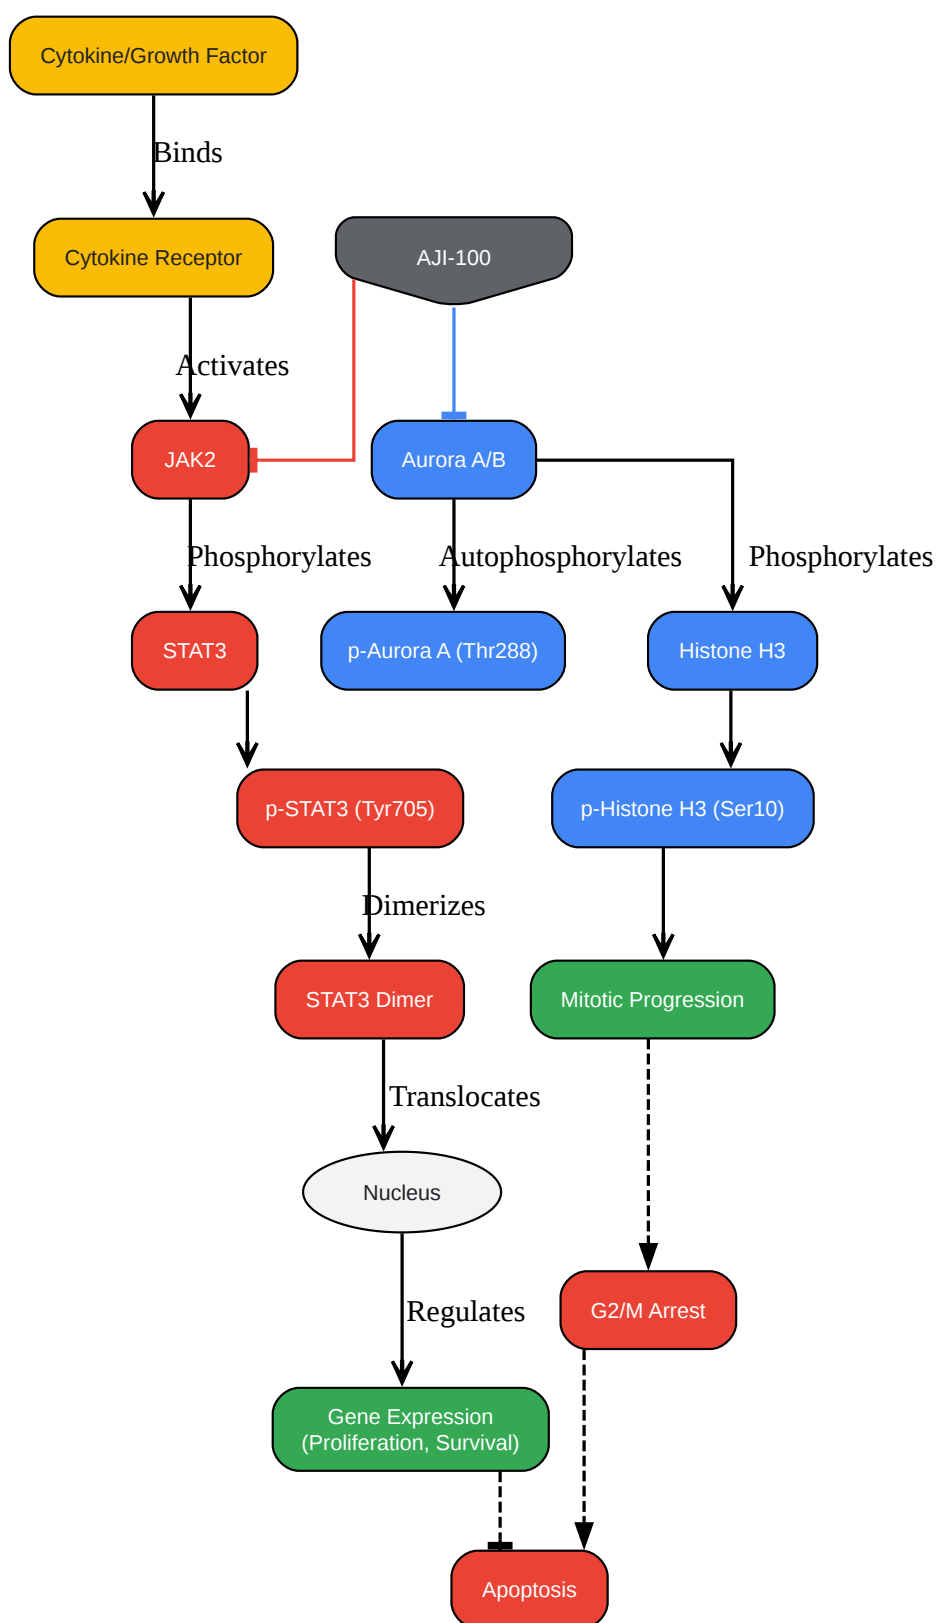 Cytokine/Growth Factor
Binds
Cytokine Receptor
AJI-100
Activates
JAK2
Aurora A/B
Phosphorylates
Autophosphorylates
Phosphorylates
STAT3
p-Aurora A (Thr288)
Histone H3
p-STAT3 (Tyr705)
p-Histone H3 (Ser10)
Dimerizes
STAT3 Dimer
Mitotic Progression
Translocates
Nucleus
Regulates
G2/M Arrest
Gene Expression
(Proliferation, Survival)
Apoptosis